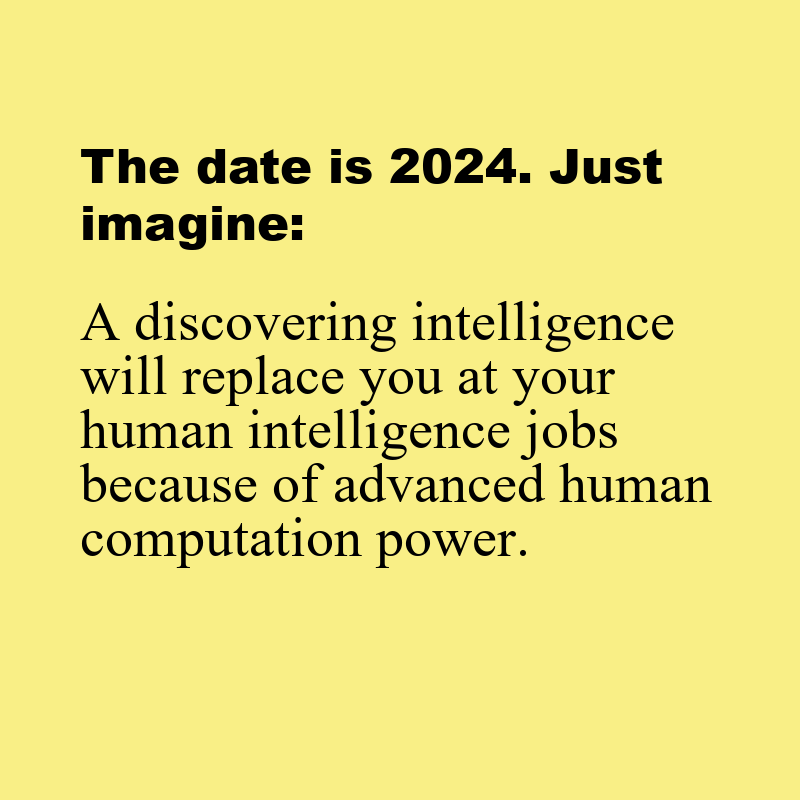 The date is 2024. Just
imagine:
A discovering intelligence
will replace you at your
human intelligence jobs
because of advanced human
computation power.